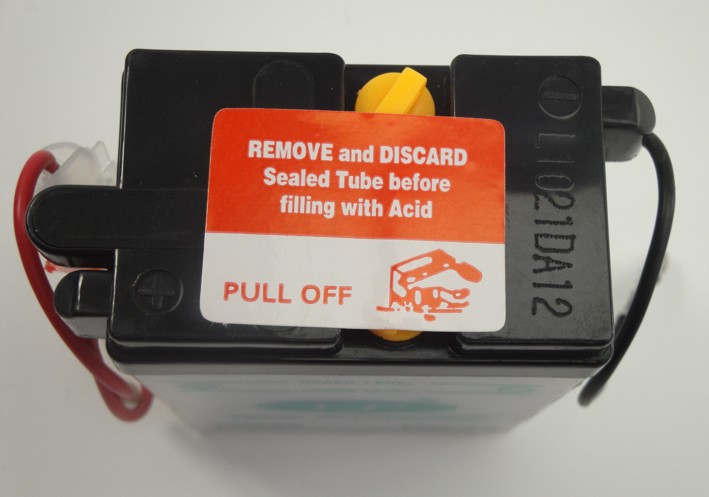 REMOVE and DISCARD
Sealed Tube before
filling with Acid
PULL OFF
L1021DA12